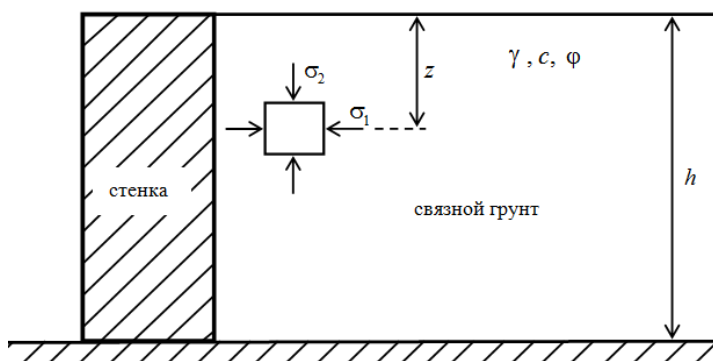 γ , c, φ
σ₂
z
σ₁
h
стенка
связной грунт